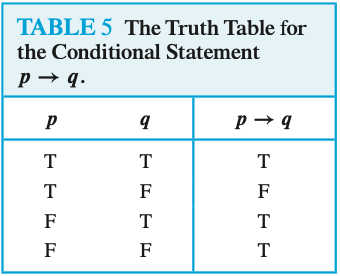 TABLE 5 The Truth Table for
the Conditional Statement
p → q.
p q p → q
T T T
T F F
F T T
F F T